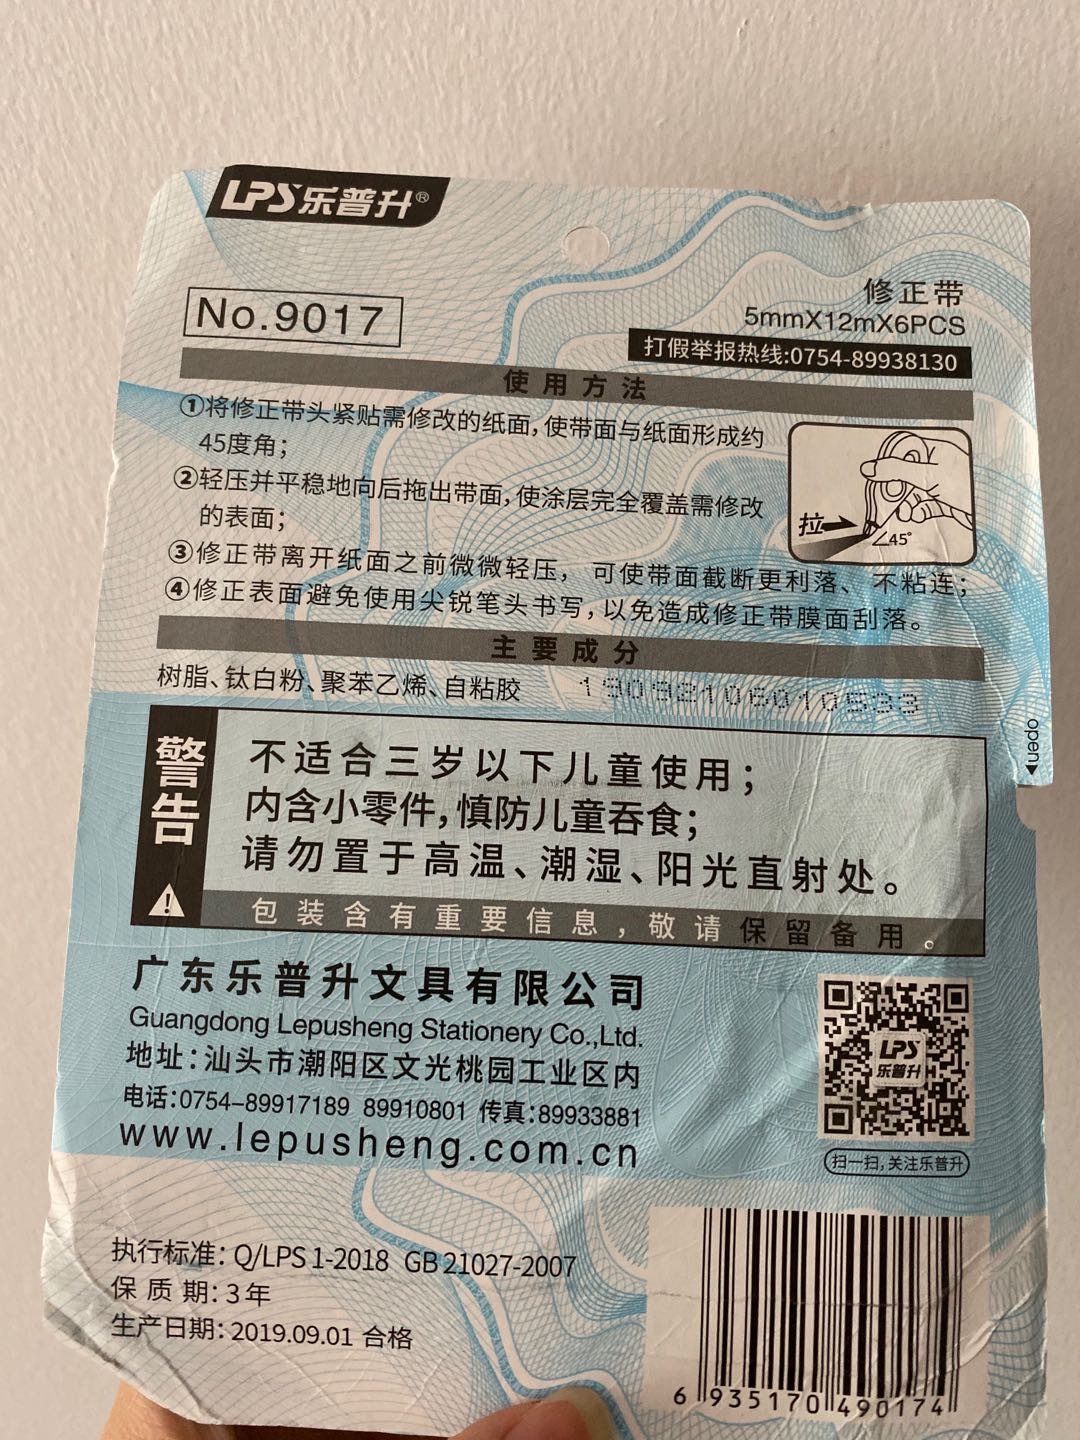 LPS乐普升®
No.9017
修正带
5mmX12mX6PCS
打假举报热线:0754-89938130
使用方法
①将修正带头紧贴需修改的纸面,使带面与纸面形成约
45度角;
②轻压并平稳地向后拖出带面,使涂层完全覆盖需修改
的表面;
③修正带离开纸面之前微微轻压，可使带面截断更利落、不粘连;
④修正表面避免使用尖锐笔头书写,以免造成修正带膜面刮落。
拉
45°
主要成分
树脂、钛白粉、聚苯乙烯、自粘胶
19092106010533
open
警告
不适合三岁以下儿童使用;
内含小零件,慎防儿童吞食;
请勿置于高温、潮湿、阳光直射处。
包装含有重要信息,敬请保留备用。
广东乐普升文具有限公司
Guangdong Lepusheng Stationery Co.,Ltd.
地址:汕头市潮阳区文光桃园工业区内
电话:0754-89917189 89910801 传真:89933881
www.lepusheng.com.cn
LPS
乐普升
扫一扫,关注乐普升
执行标准: Q/LPS 1-2018 GB 21027-2007
保质期: 3年
生产日期: 2019.09.01 合格
6 935170 490174